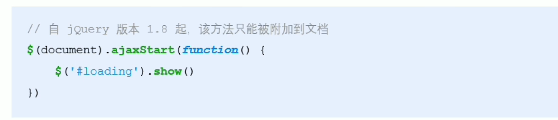 // 自 jQuery 版本 1.8 起，该方法只能被附加到文档
$(document).ajaxStart(function() {
    $('#loading').show()
})